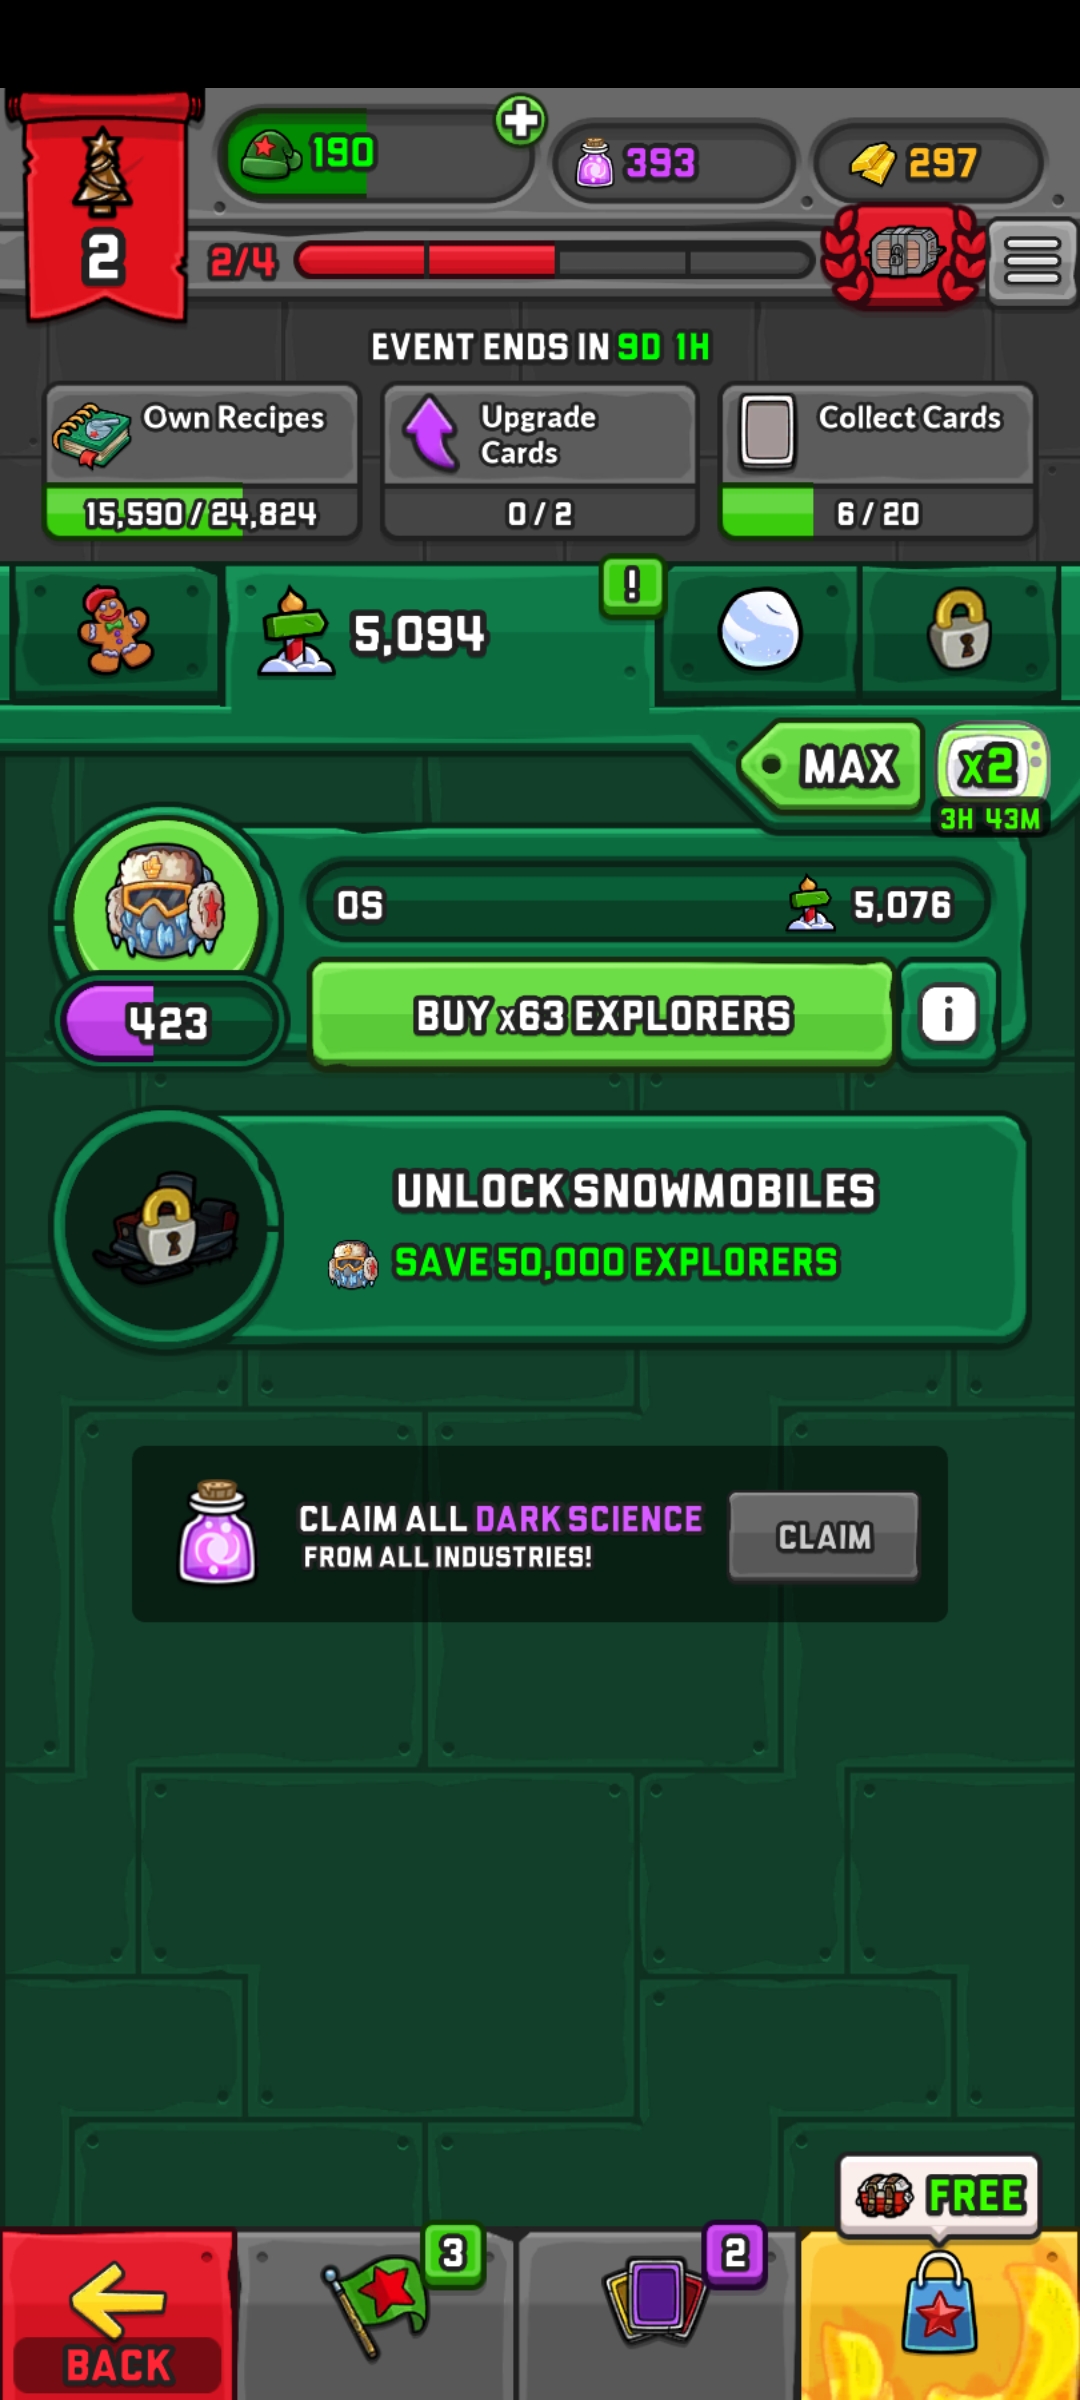 190
393
297
2
2/4
EVENT ENDS IN 9D 1H
Own Recipes
15,590/24,824
Upgrade
Cards
0/2
Collect Cards
6/20
5,094
!
MAX
x2
3H 43M
0S
5,076
423
BUY x63 EXPLORERS
i
UNLOCK SNOWMOBILES
SAVE 50,000 EXPLORERS
CLAIM ALL DARK SCIENCE
FROM ALL INDUSTRIES!
CLAIM
FREE
3
2
BACK